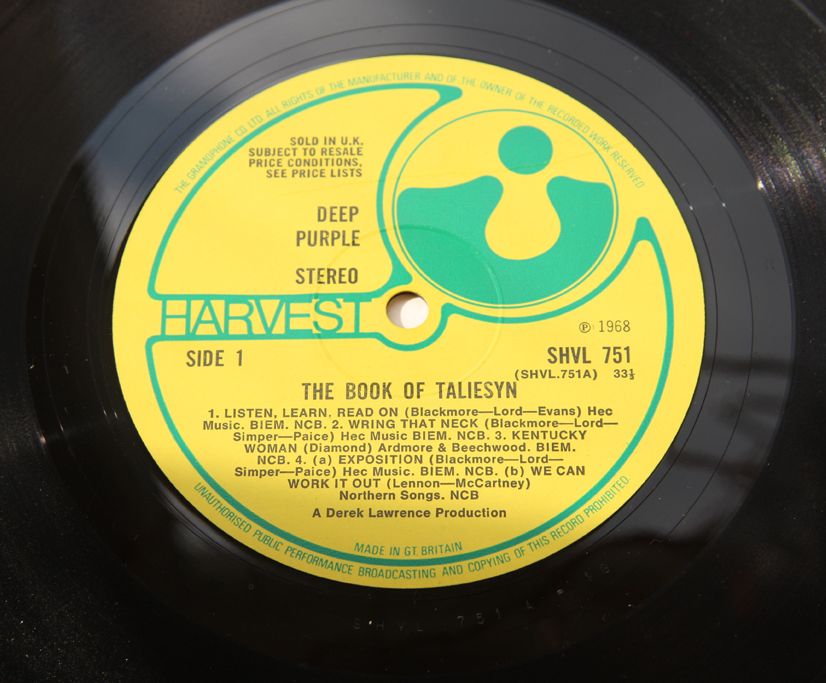 THE GRAMOPHONE CO LTD. ALL RIGHTS OF THE MANUFACTURER AND OF THE OWNER OF THE RECORDED WORK RESERVED
SOLD IN U.K.
SUBJECT TO RESALE
PRICE CONDITIONS,
SEE PRICE LISTS
DEEP
PURPLE
STEREO
HARVEST
℗ 1968
SIDE 1
SHVL 751
(SHVL.751A) 33⅓
THE BOOK OF TALIESYN
1. LISTEN, LEARN, READ ON (Blackmore—Lord—Evans) Hec
Music. BIEM. NCB. 2. WRING THAT NECK (Blackmore—Lord—
Simper—Paice) Hec Music BIEM. NCB. 3. KENTUCKY
WOMAN (Diamond) Ardmore & Beechwood. BIEM.
NCB. 4. (a) EXPOSITION (Blackmore—Lord—
Simper—Paice) Hec Music. BIEM. NCB. (b) WE CAN
WORK IT OUT (Lennon—McCartney)
Northern Songs. NCB
A Derek Lawrence Production
MADE IN GT. BRITAIN
UNAUTHORISED PUBLIC PERFORMANCE BROADCASTING AND COPYING OF THIS RECORD PROHIBITED
SHVL 751 A